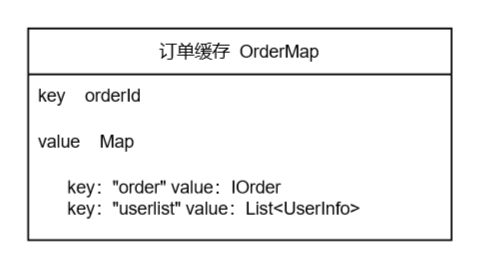 订单缓存 OrderMap
key orderId
value Map
key："order" value：IOrder
key："userlist" value：List<UserInfo>